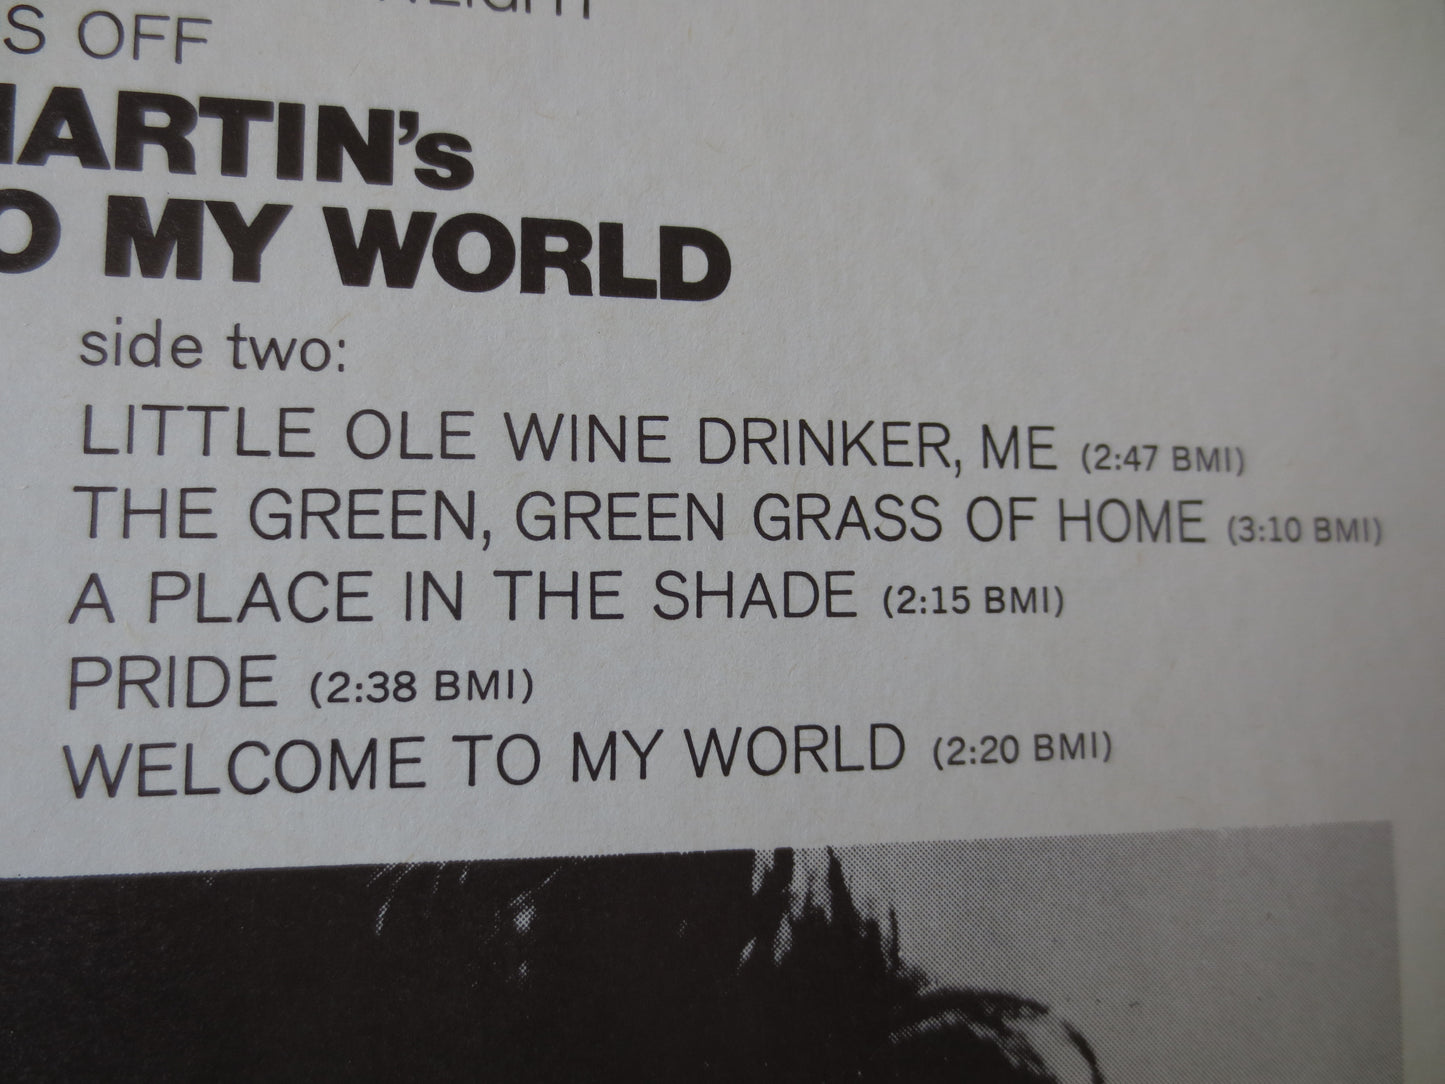 S OFF
MARTIN's
O MY WORLD
side two:
LITTLE OLE WINE DRINKER, ME (2:47 BMI)
THE GREEN, GREEN GRASS OF HOME (3:10 BMI)
A PLACE IN THE SHADE (2:15 BMI)
PRIDE (2:38 BMI)
WELCOME TO MY WORLD (2:20 BMI)